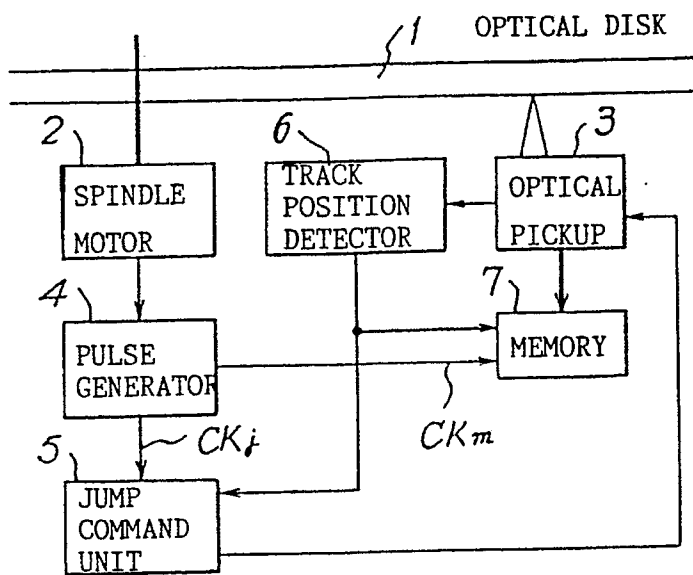 1
OPTICAL DISK
2
SPINDLE
MOTOR
6
TRACK
POSITION
DETECTOR
3
OPTICAL
PICKUP
4
PULSE
GENERATOR
7
MEMORY
CKj
CKm
5
JUMP
COMMAND
UNIT